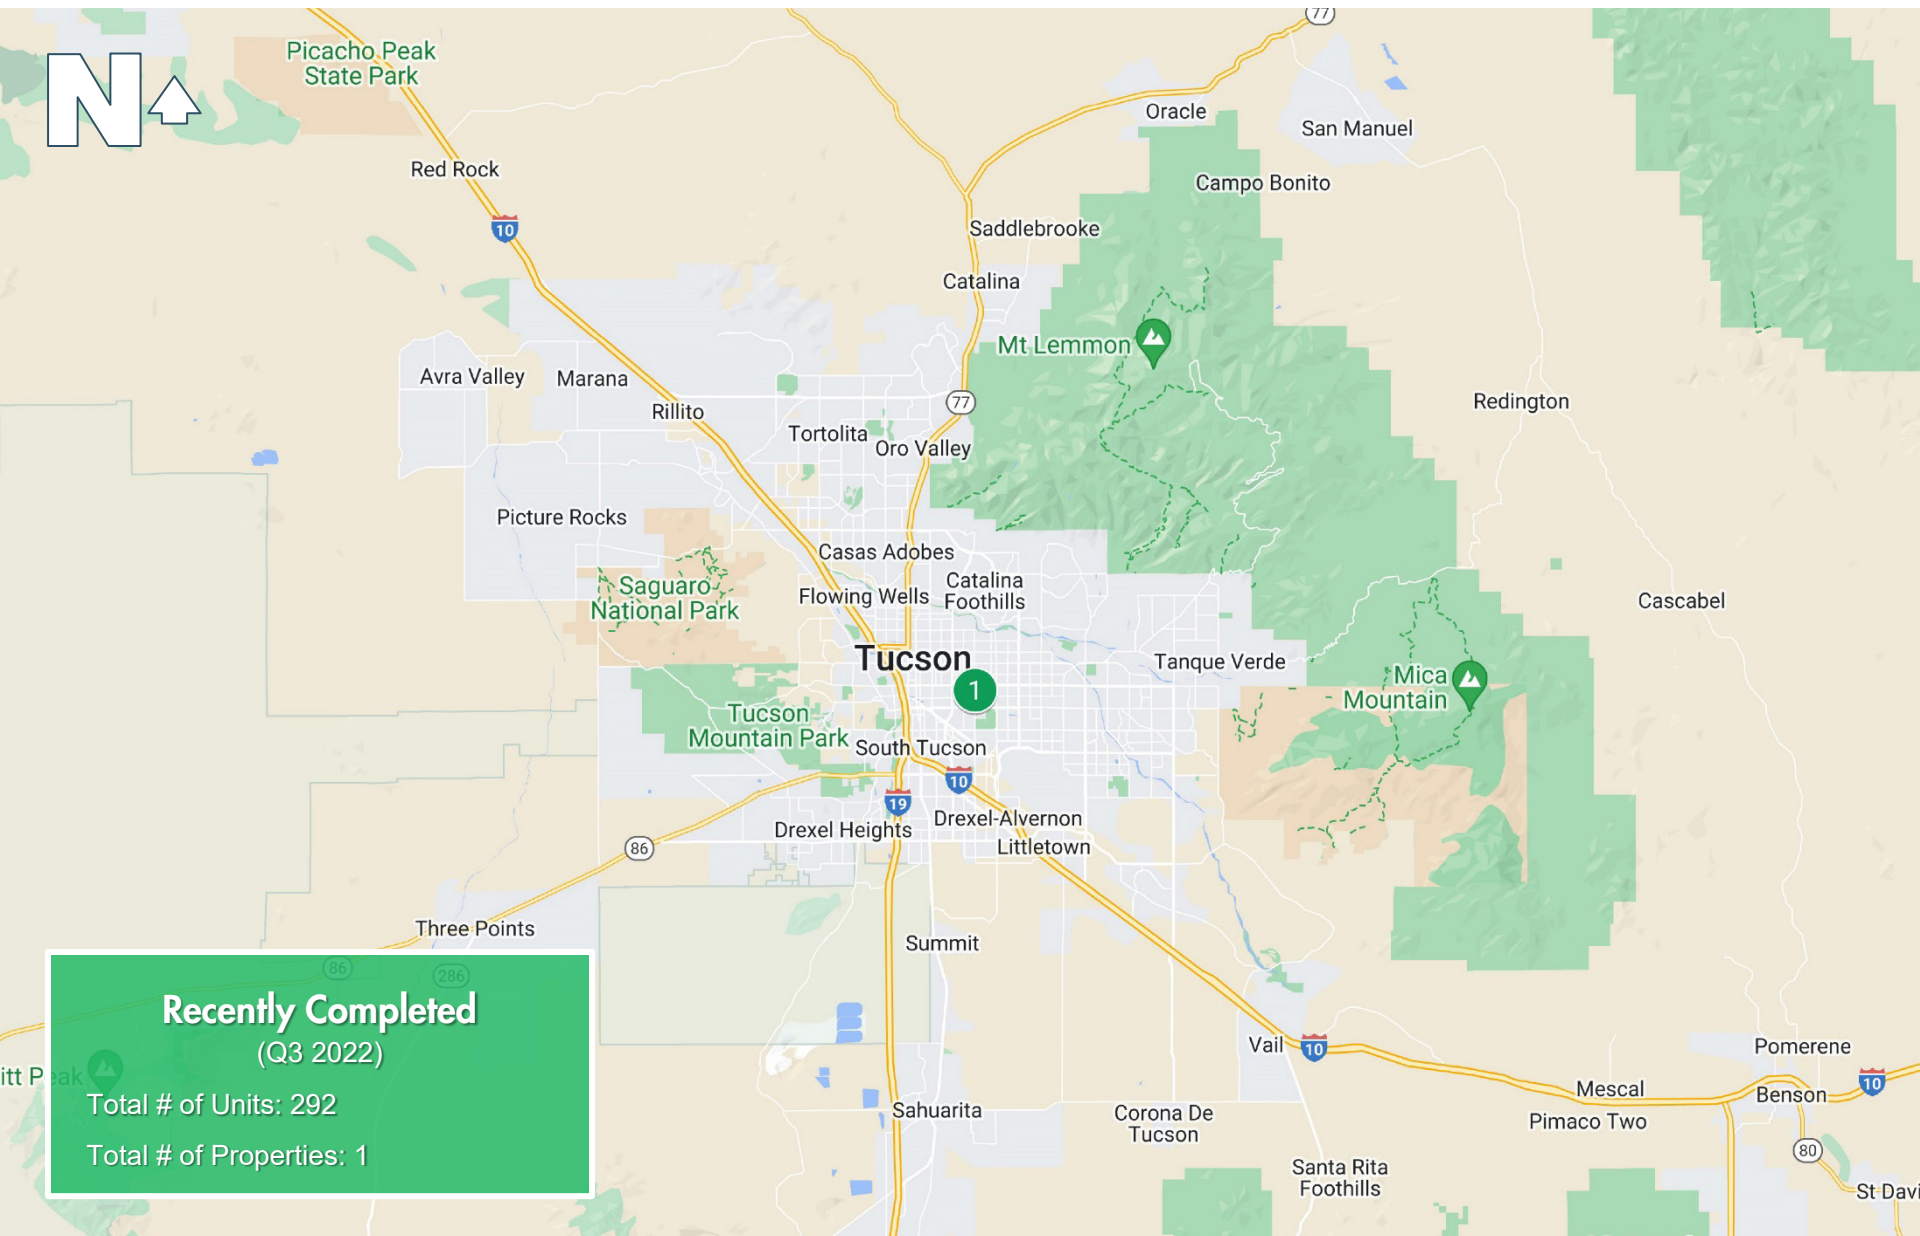 77
Picacho Peak
State Park
N
Oracle
San Manuel
Red Rock
Campo Bonito
10
Saddlebrooke
Catalina
Mt Lemmon
Avra Valley
Marana
77
Redington
Rillito
Tortolita
Oro Valley
Picture Rocks
Casas Adobes
Catalina
Foothills
Saguaro
National Park
Flowing Wells
Cascabel
Tucson
1
Tanque Verde
Mica
Mountain
Tucson
Mountain Park
South Tucson
10
19
Drexel-Alvernon
Drexel Heights
Littletown
86
Three Points
Summit
86
286
Recently Completed
(Q3 2022)
Total # of Units: 292
Total # of Properties: 1
itt Peak
Vail
10
Pomerene
10
Mescal
Benson
Sahuarita
Corona De
Tucson
Pimaco Two
80
Santa Rita
Foothills
St Davi